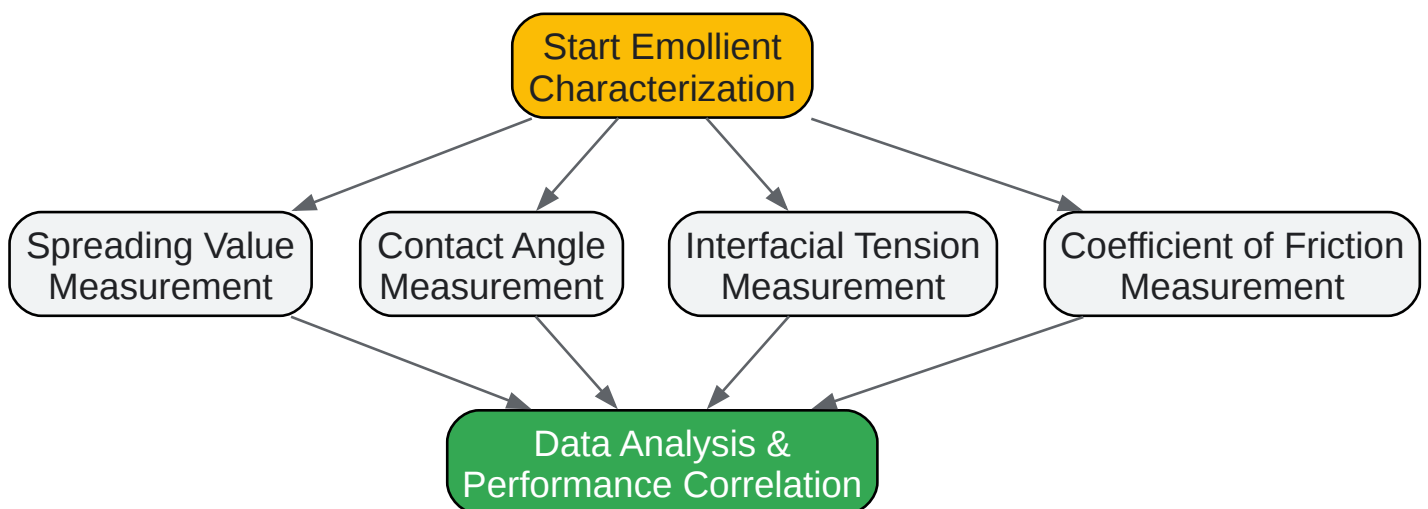 Start Emollient
Characterization
Spreading Value
Measurement
Contact Angle
Measurement
Interfacial Tension
Measurement
Coefficient of Friction
Measurement
Data Analysis &
Performance Correlation